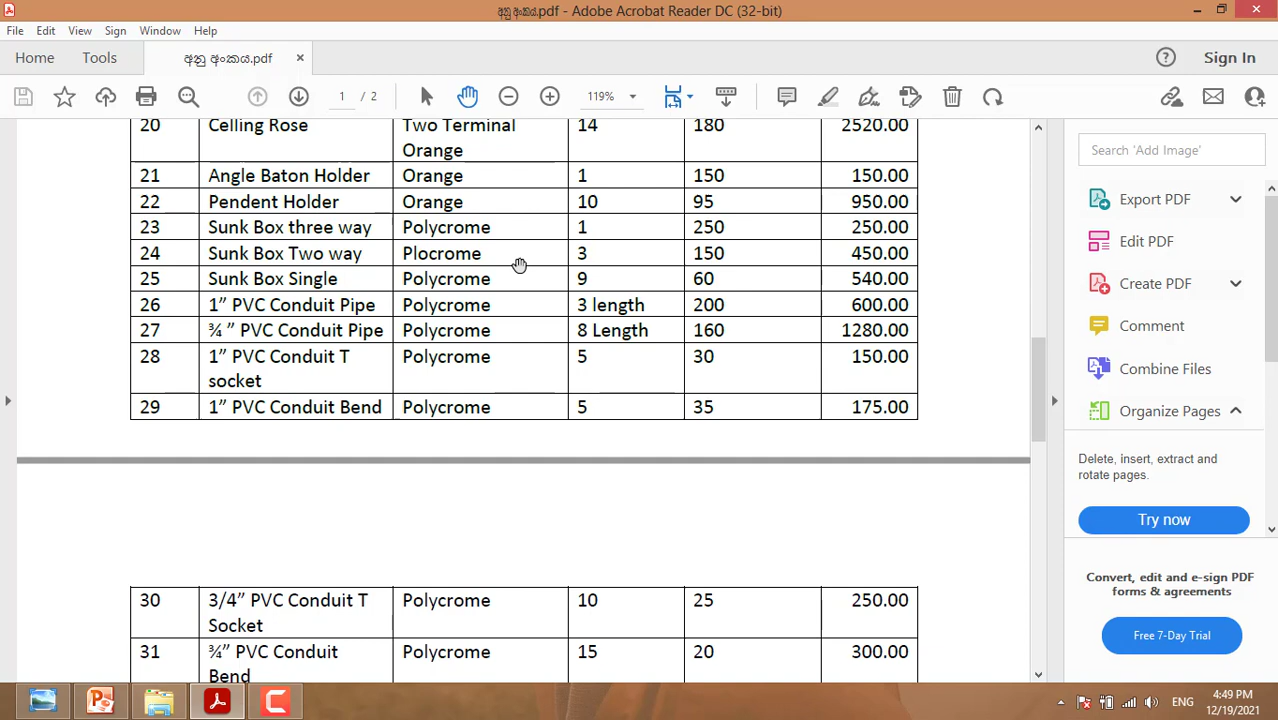 අනු අංකය.pdf - Adobe Acrobat Reader DC (32-bit)
File Edit View Sign Window Help
Home Tools අනු අංකය.pdf × Sign In
1 / 2 119%
20 Celling Rose Two Terminal 14 180 2520.00
Orange
21 Angle Baton Holder Orange 1 150 150.00
22 Pendent Holder Orange 10 95 950.00
23 Sunk Box three way Polycrome 1 250 250.00
24 Sunk Box Two way Plocrome 3 150 450.00
25 Sunk Box Single Polycrome 9 60 540.00
26 1” PVC Conduit Pipe Polycrome 3 length 200 600.00
27 ¾ ” PVC Conduit Pipe Polycrome 8 Length 160 1280.00
28 1” PVC Conduit T Polycrome 5 30 150.00
socket
29 1” PVC Conduit Bend Polycrome 5 35 175.00
30 3/4” PVC Conduit T Polycrome 10 25 250.00
Socket
31 ¾” PVC Conduit Polycrome 15 20 300.00
Bend
Search 'Add Image'
Export PDF
Edit PDF
Create PDF
Comment
Combine Files
Organize Pages
Delete, insert, extract and
rotate pages.
Try now
Convert, edit and e-sign PDF
forms & agreements
Free 7-Day Trial
ENG
4:49 PM
12/19/2021